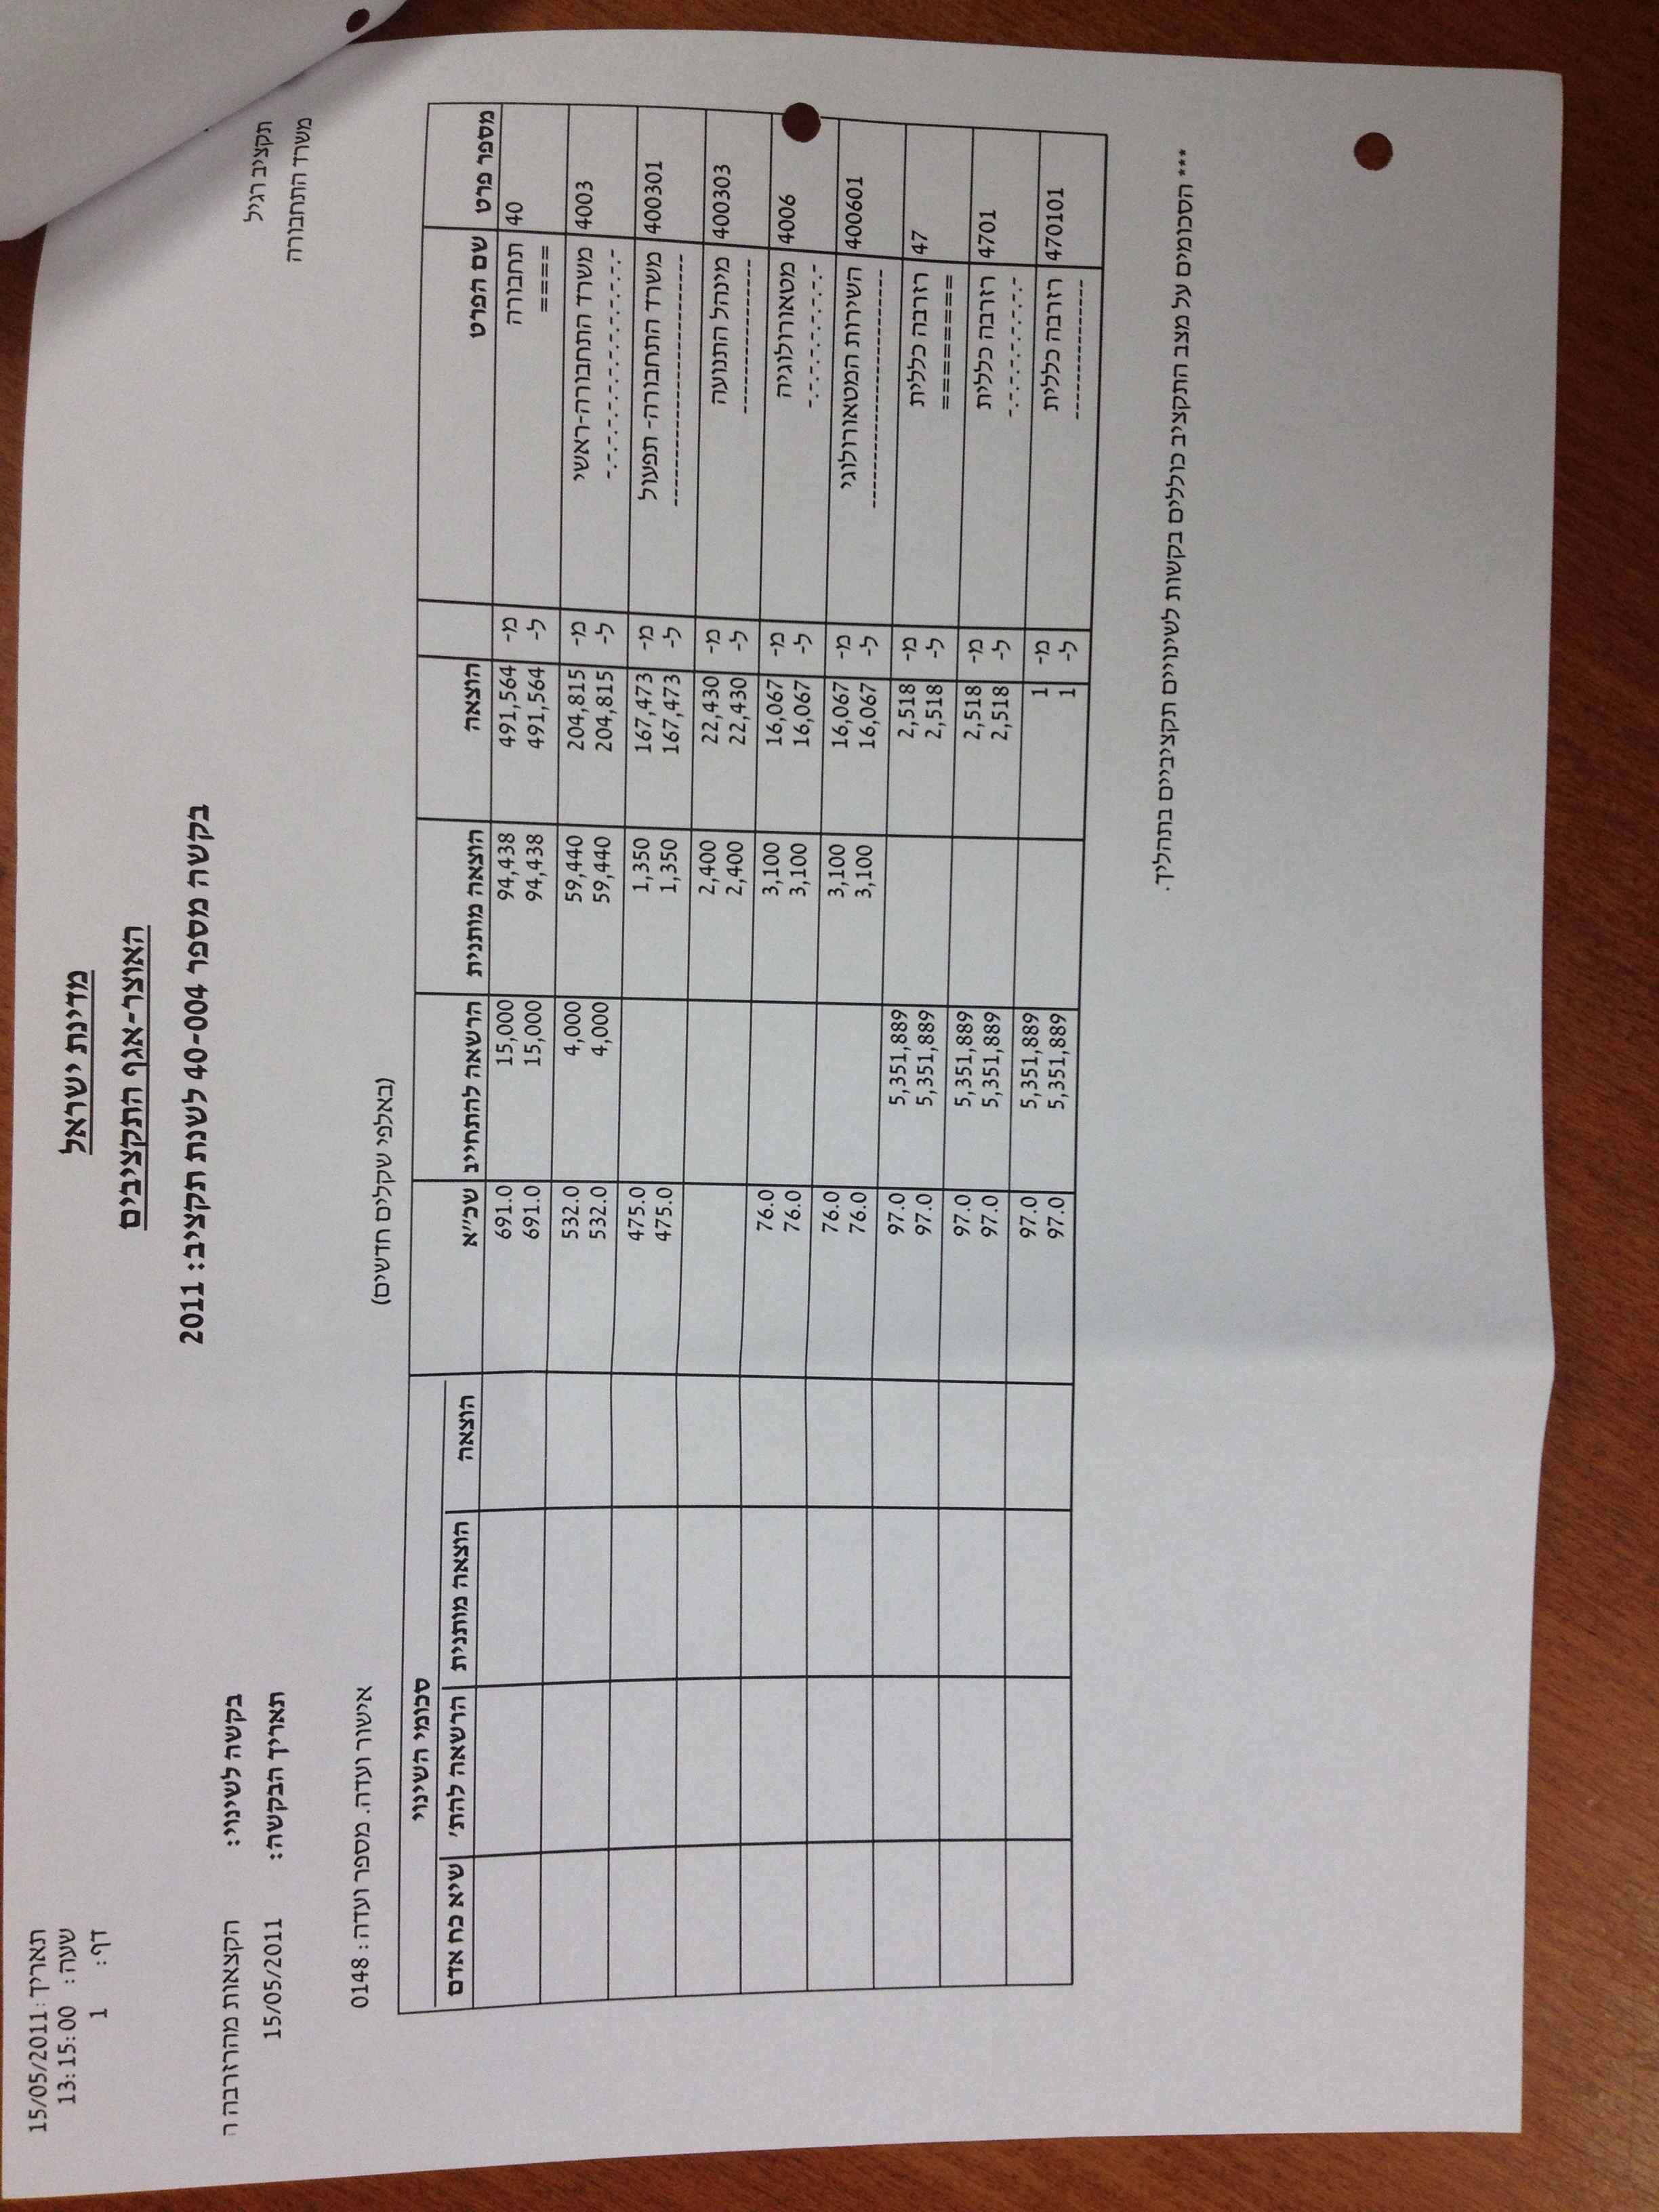 תאריך: 15/05/2011
שעה: 13:15:00
דף: 1
מדינת ישראל
האוצר-אגף התקציבים
בקשה מספר 40-004 לשנת תקציב: 2011
תקציב רגיל
משרד התחבורה
בקשה לשינוי: הקצאות מהרזרבה ה
תאריך הבקשה: 15/05/2011
(באלפי שקלים חדשים)
אישור ועדה. מספר ועדה: 0148
סכומי השינוי
מספר פרט שם הפרט הוצאה הוצאה מותנית הרשאה להתחייב שכ"א הוצאה הוצאה מותנית הרשאה להת' שיא כח אדם
40 תחבורה מ- 491,564 94,438 15,000 691.0
==== ל- 491,564 94,438 15,000 691.0
4003 משרד התחבורה-ראשי מ- 204,815 59,440 4,000 532.0
-.-.-.-.-.-.-.-.-.- ל- 204,815 59,440 4,000 532.0
400301 משרד התחבורה- תפעול מ- 167,473 1,350 475.0
-------------------- ל- 167,473 1,350 475.0
400303 מינהל התנועה מ- 22,430 2,400
------------- ל- 22,430 2,400
4006 מטאורולוגיה מ- 16,067 3,100 76.0
-.-.-.-.-.- ל- 16,067 3,100 76.0
400601 השירות המטאורולוגי מ- 16,067 3,100 76.0
------------------- ל- 16,067 3,100 76.0
47 רזרבה כללית מ- 2,518 5,351,889 97.0
=========== ל- 2,518 5,351,889 97.0
4701 רזרבה כללית מ- 2,518 5,351,889 97.0
-.-.-.-.-.- ל- 2,518 5,351,889 97.0
470101 רזרבה כללית מ- 1 5,351,889 97.0
----------- ל- 1 5,351,889 97.0
*** הסכומים על מצב התקציב כוללים בקשות לשינויים תקציביים בתהליך.